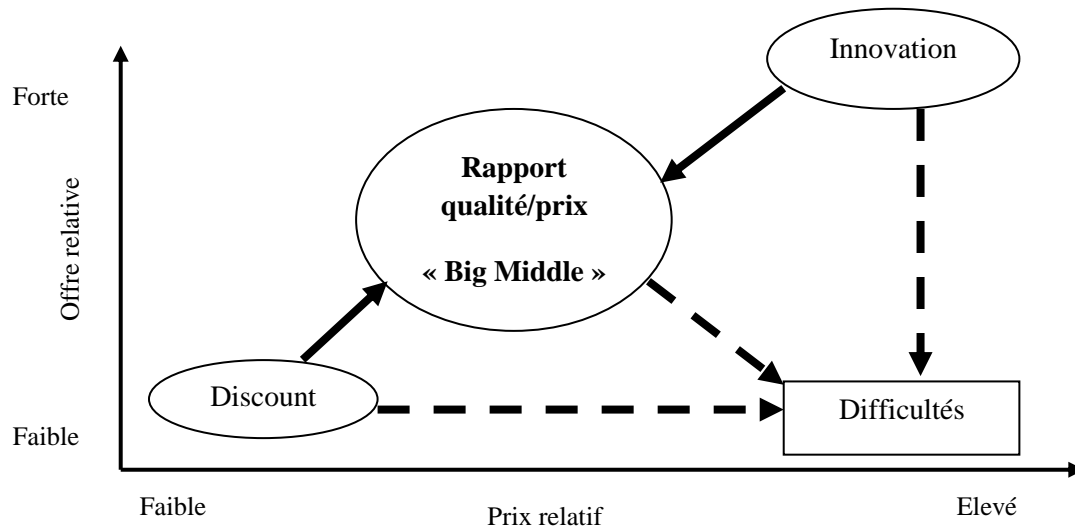 Innovation
Forte
Rapport
qualité/prix
« Big Middle »
Offre relative
Discount
Difficultés
Faible
Faible
Prix relatif
Elevé